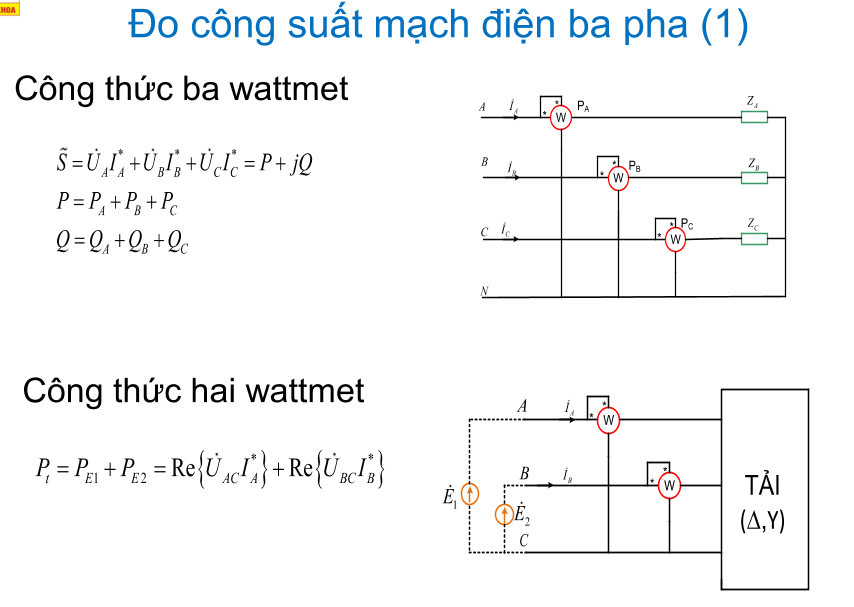 HOA
Đo công suất mạch điện ba pha (1)
Công thức ba wattmet
S̃ = U̇_A I*_A + U̇_B I*_B + U̇_C I*_C = P + jQ
P = P_A + P_B + P_C
Q = Q_A + Q_B + Q_C
A İ_A * * W P_A Z_A
B İ_B * * W P_B Z_B
C İ_C * * W P_C Z_C
N
Công thức hai wattmet
P_t = P_E1 + P_E2 = Re{U̇_AC I*_A} + Re{U̇_BC I*_B}
A İ_A * * W
B İ_B * * W
Ė_1
Ė_2
C
TẢI
(Δ,Y)